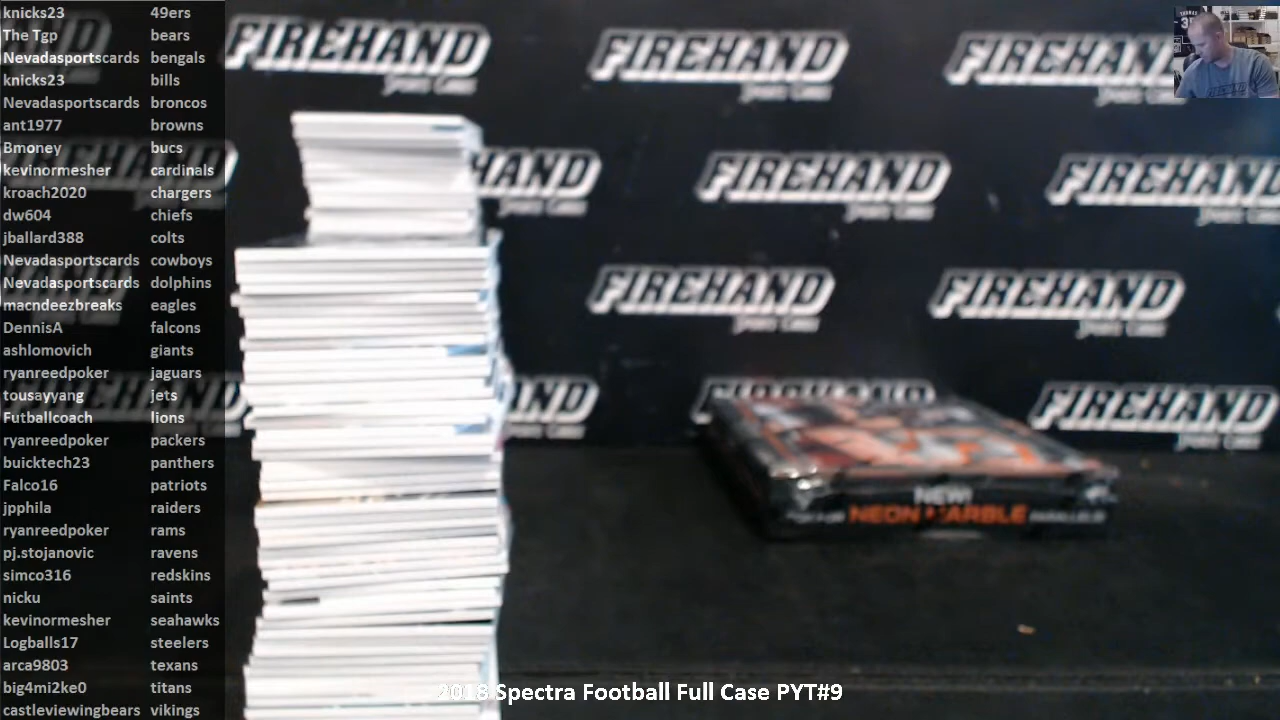 knicks23 49ers
The Tgp bears
Nevadasportscards bengals
knicks23 bills
Nevadasportscards broncos
ant1977 browns
Bmoney bucs
kevinormesher cardinals
kroach2020 chargers
dw604 chiefs
jballard388 colts
Nevadasportscards cowboys
Nevadasportscards dolphins
macndeezbreaks eagles
DennisA falcons
ashlomovich giants
ryanreedpoker jaguars
tousayyang jets
Futballcoach lions
ryanreedpoker packers
buicktech23 panthers
Falco16 patriots
jpphila raiders
ryanreedpoker rams
pj.stojanovic ravens
simco316 redskins
nicku saints
kevinormesher seahawks
Logballs17 steelers
arca9803 texans
big4mi2ke0 titans
castleviewingbears vikings
FIREHAND FIREHAND FIREHAND
HAND FIREHAND FIREHAND
FIREHAND FIREHAND
FIREHAND FIREHAND
NEW!
NEON MARBLE
2018 Spectra Football Full Case PYT#9